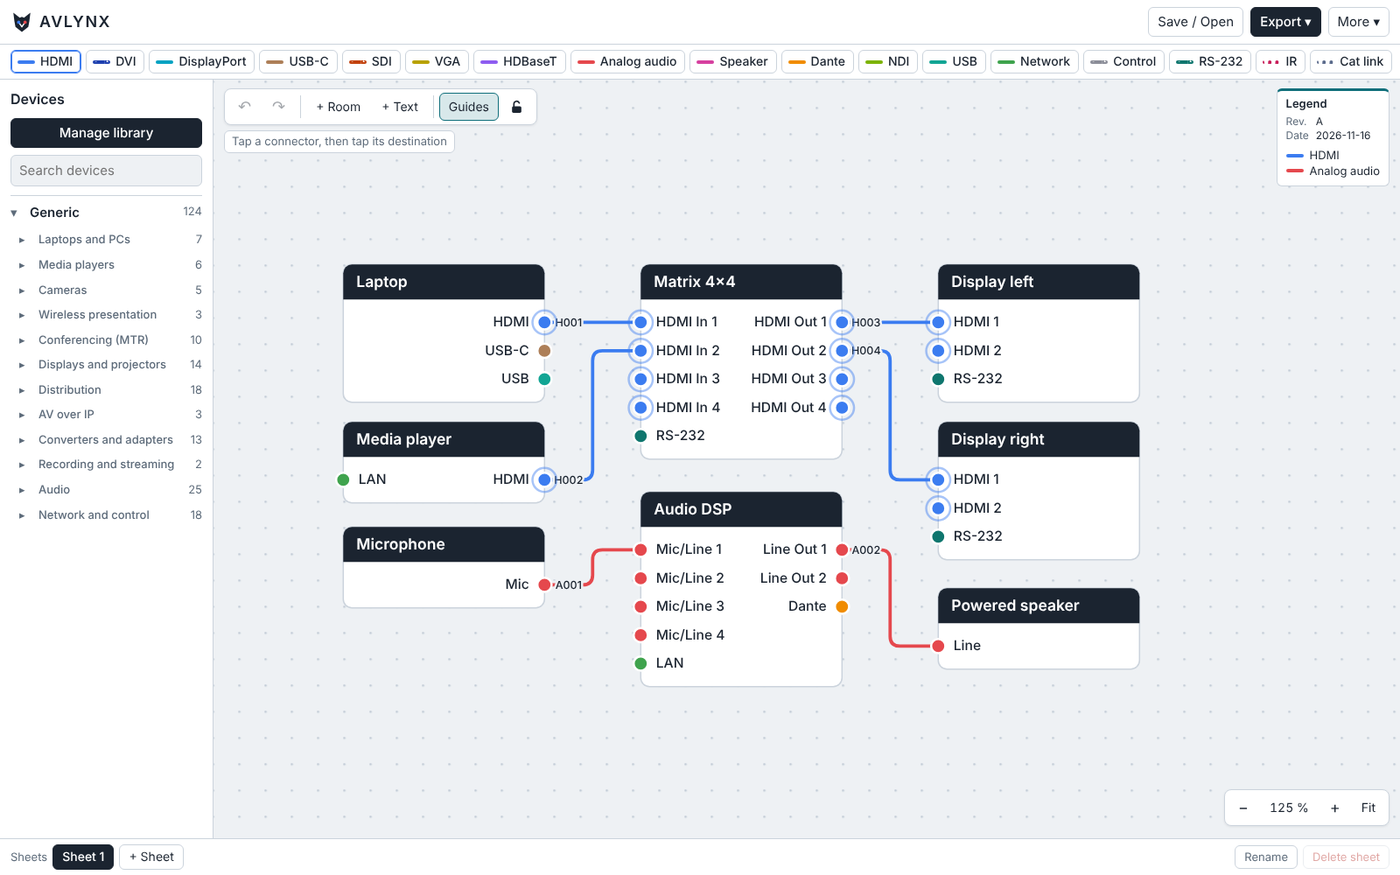 AVLYNX
Save / Open
Export ▾
More ▾
HDMI
DVI
DisplayPort
USB-C
SDI
VGA
HDBaseT
Analog audio
Speaker
Dante
NDI
USB
Network
Control
RS-232
IR
Cat link
Devices
Manage library
Search devices
▾ Generic 124
▸ Laptops and PCs 7
▸ Media players 6
▸ Cameras 5
▸ Wireless presentation 3
▸ Conferencing (MTR) 10
▸ Displays and projectors 14
▸ Distribution 18
▸ AV over IP 3
▸ Converters and adapters 13
▸ Recording and streaming 2
▸ Audio 25
▸ Network and control 18
+ Room
+ Text
Guides
Tap a connector, then tap its destination
Legend
Rev. A
Date 2026-11-16
HDMI
Analog audio
Laptop
HDMI
USB-C
USB
H001
Media player
LAN HDMI
H002
Microphone
Mic
A001
Matrix 4×4
HDMI In 1 HDMI Out 1
HDMI In 2 HDMI Out 2
HDMI In 3 HDMI Out 3
HDMI In 4 HDMI Out 4
RS-232
H003
H004
Audio DSP
Mic/Line 1 Line Out 1
Mic/Line 2 Line Out 2
Mic/Line 3 Dante
Mic/Line 4
LAN
A002
Display left
HDMI 1
HDMI 2
RS-232
Display right
HDMI 1
HDMI 2
RS-232
Powered speaker
Line
− 125 % + Fit
Sheets
Sheet 1
+ Sheet
Rename
Delete sheet